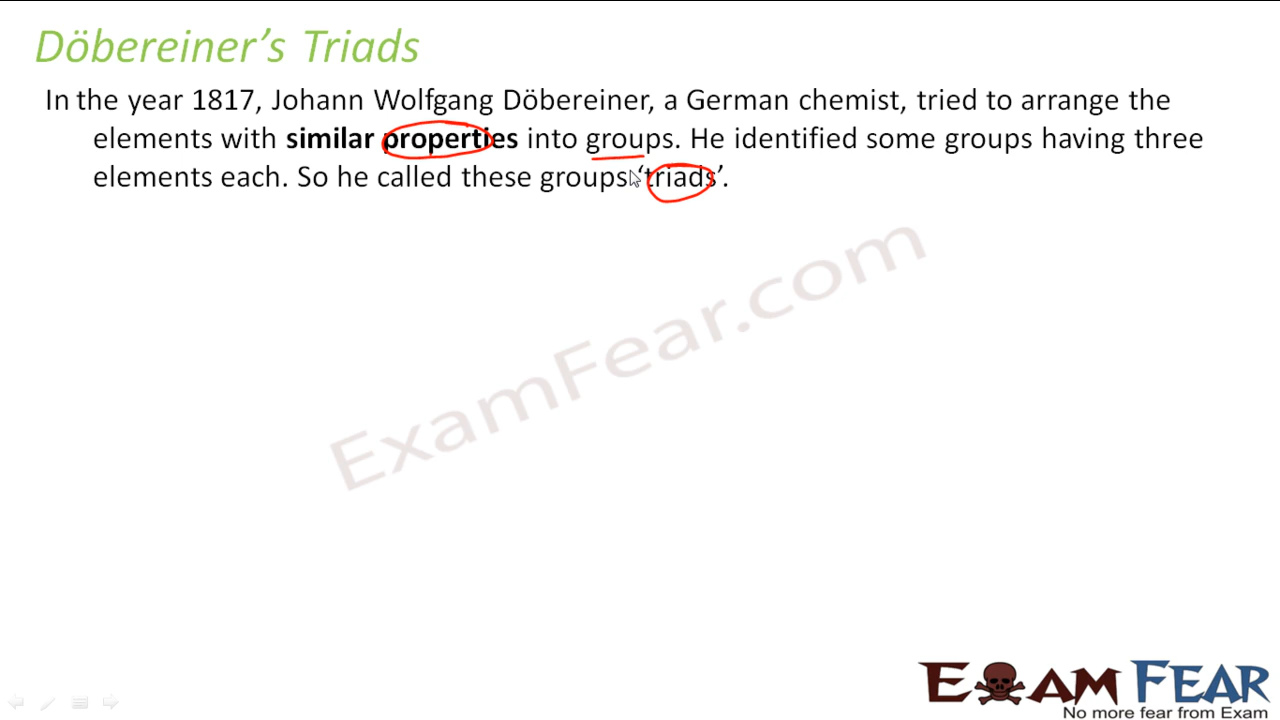 Döbereiner’s Triads
In the year 1817, Johann Wolfgang Döbereiner, a German chemist, tried to arrange the
elements with similar properties into groups. He identified some groups having three
elements each. So he called these groups ‘triads’.
ExamFear.com
EXAM FEAR
No more fear from Exam